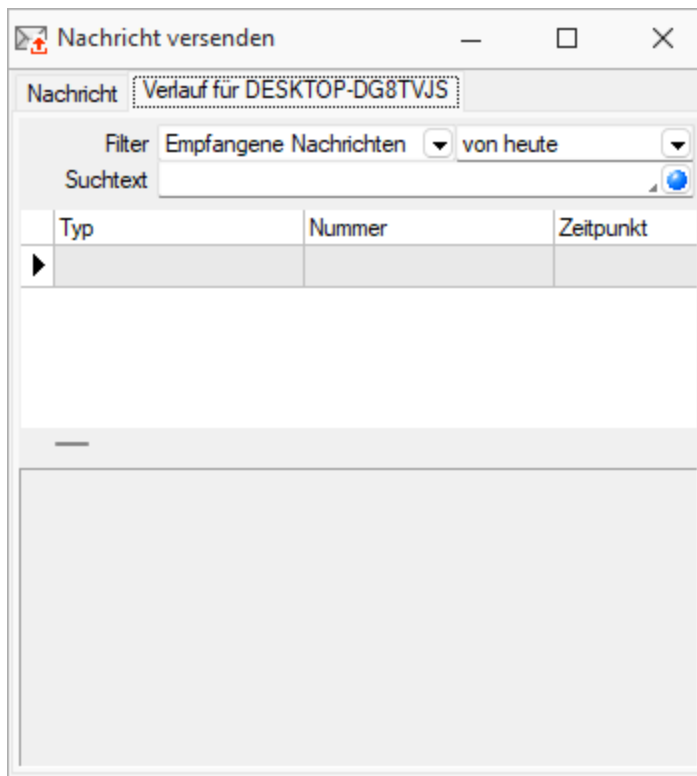 Nachricht versenden
Nachricht Verlauf für DESKTOP-DG8TVJS
Filter Empfangene Nachrichten von heute
Suchtext
Typ Nummer Zeitpunkt